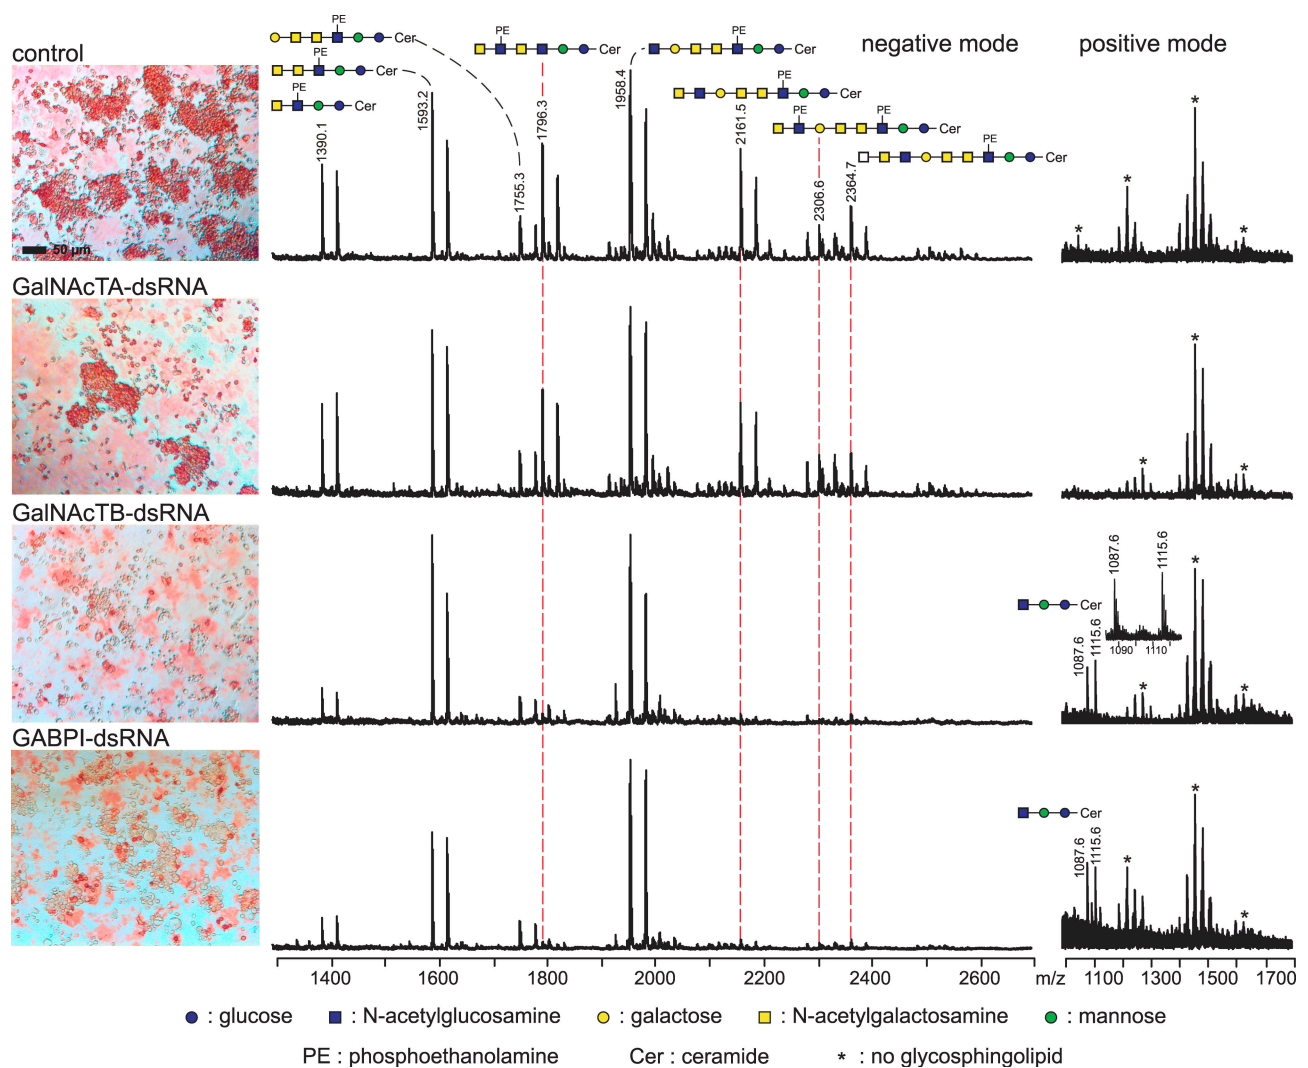 PE
Cer
PE
Cer
negative mode
positive mode
control
PE
Cer
PE
Cer
1958.4
PE
Cer
PE
Cer
1593.2
PE
Cer
1796.3
2161.5
PE
PE
Cer
1390.1
PE
Cer
1755.3
2306.6
2364.7
*
*
*
*
50 µm
GalNAcTA-dsRNA
*
*
*
GalNAcTB-dsRNA
1087.6
1115.6
*
Cer
1090
1110
1087.6
1115.6
*
*
GABPI-dsRNA
*
Cer
1087.6
1115.6
*
*
1400
1600
1800
2000
2200
2400
2600
m/z
1100
1300
1500
1700
: glucose
: N-acetylglucosamine
: galactose
: N-acetylgalactosamine
: mannose
PE : phosphoethanolamine
Cer : ceramide
* : no glycosphingolipid